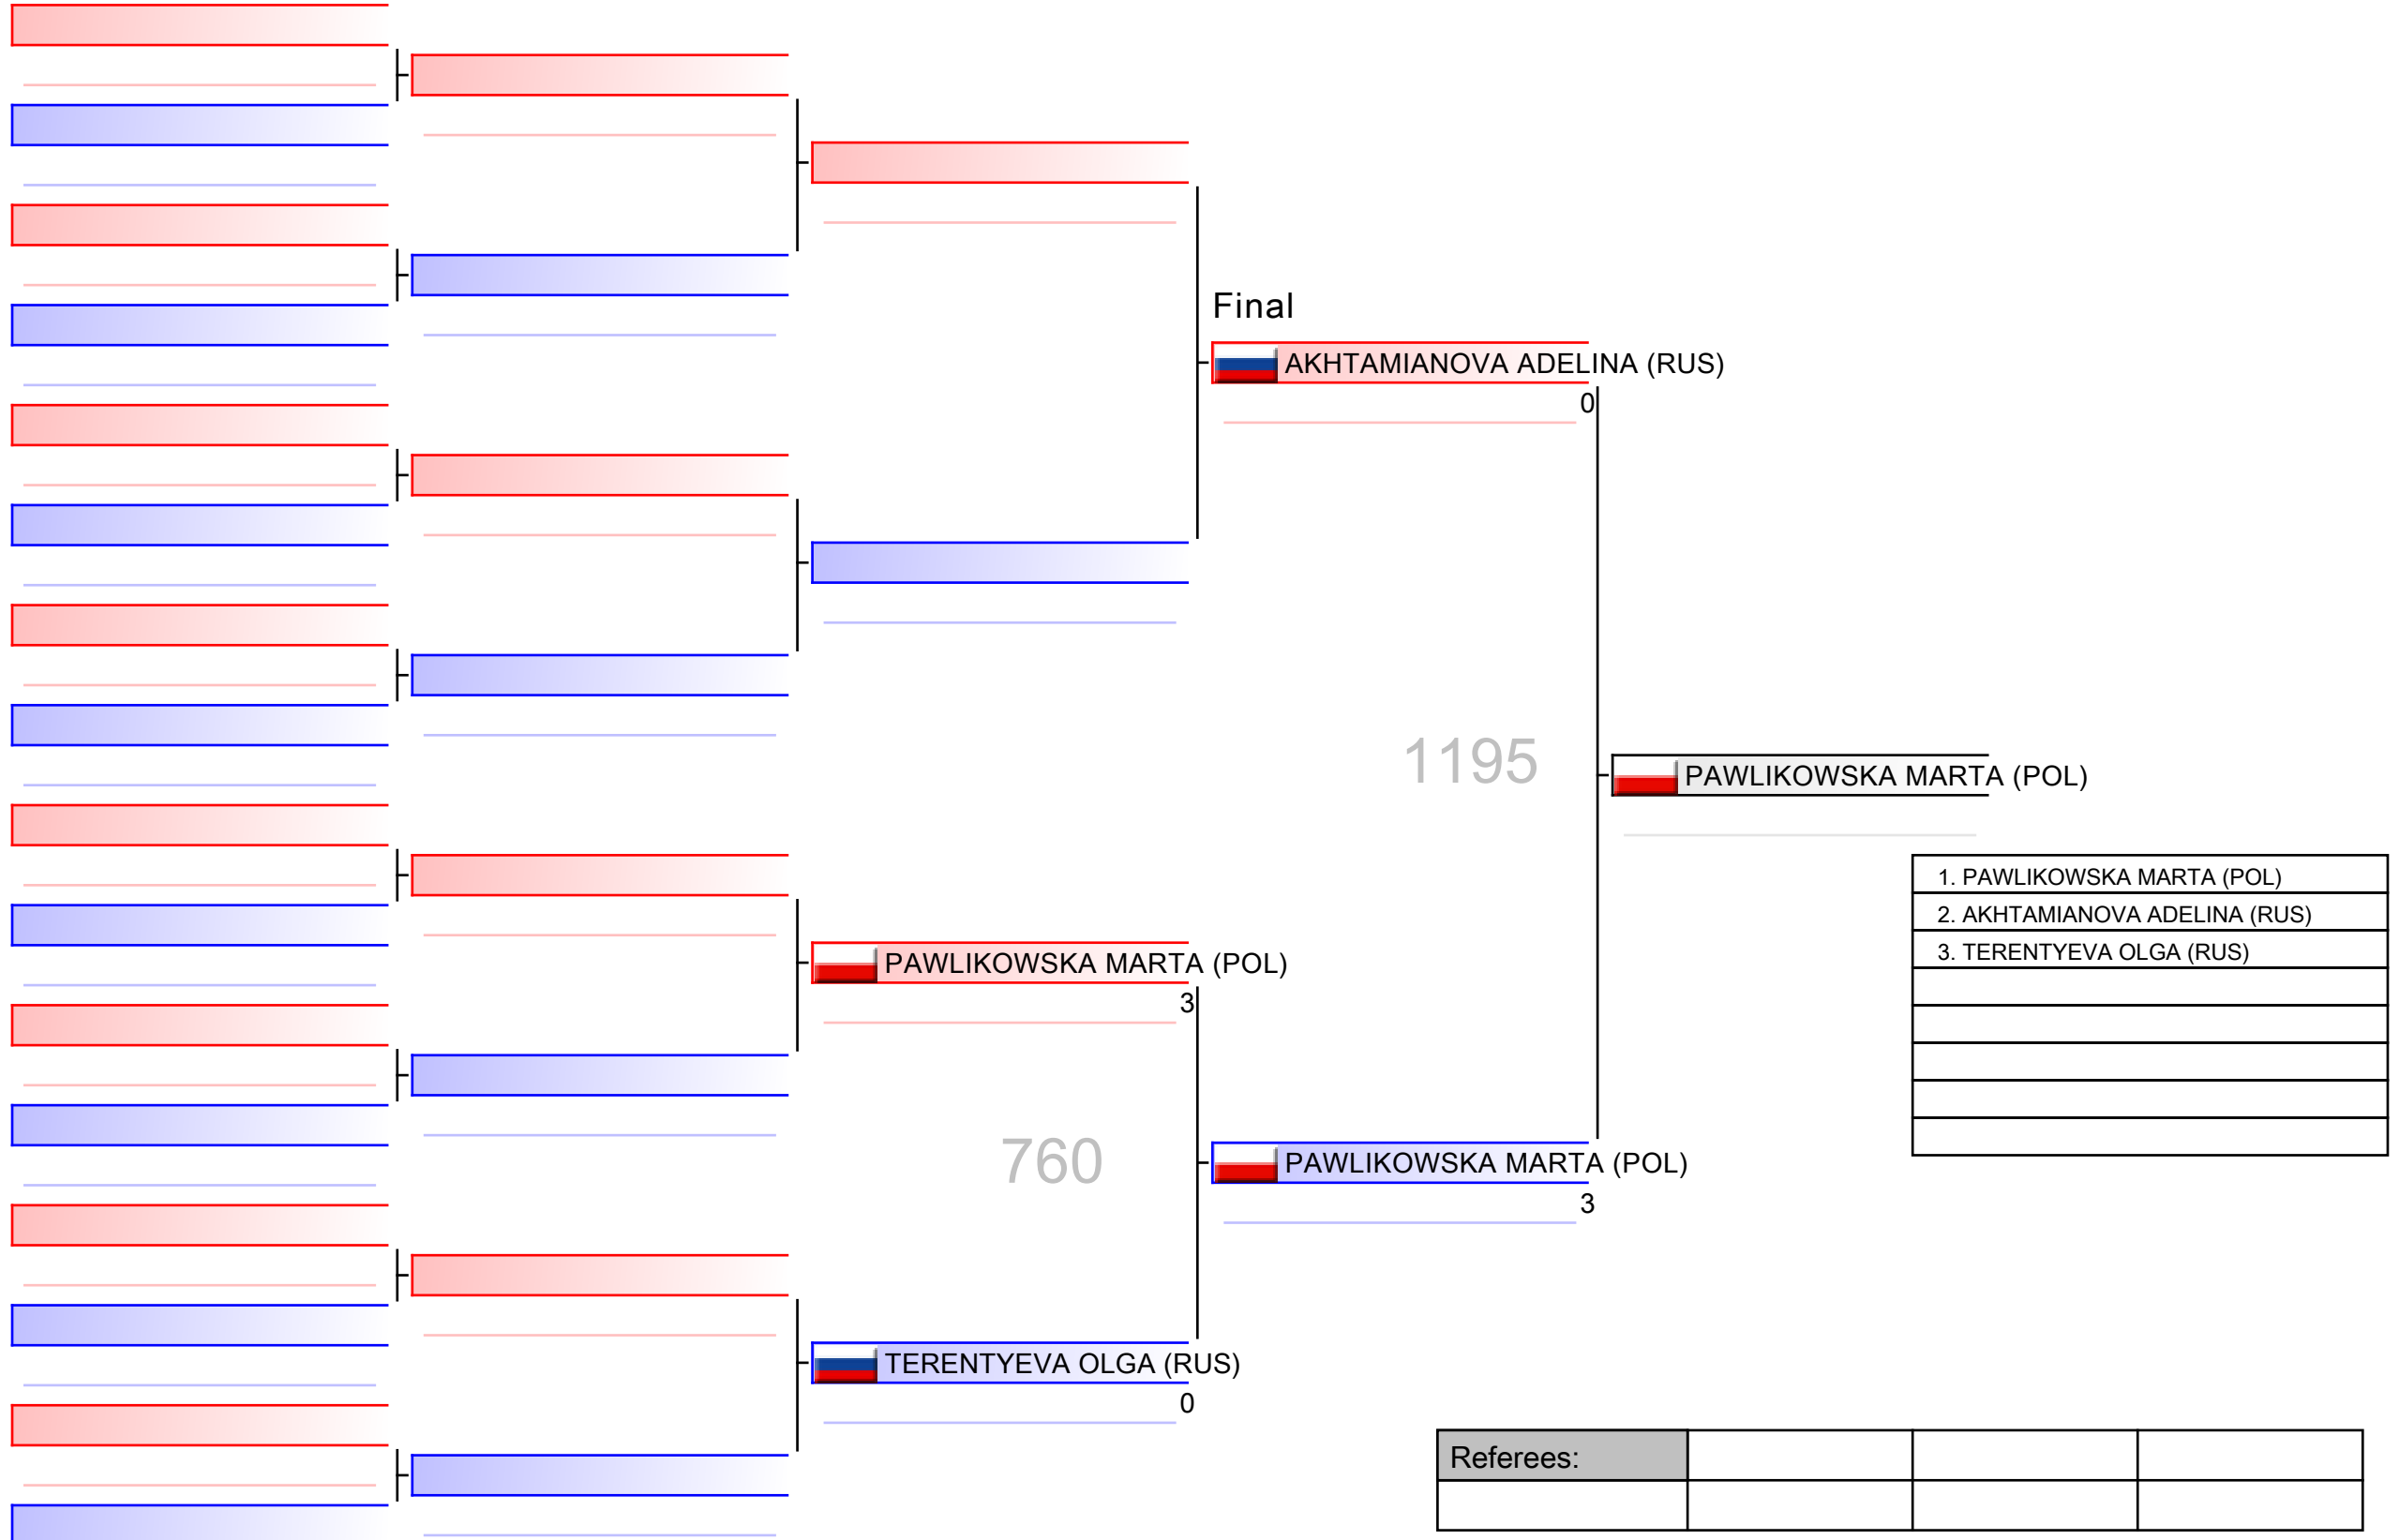 Final
AKHTAMIANOVA ADELINA (RUS)
0
1195
PAWLIKOWSKA MARTA (POL)
1. PAWLIKOWSKA MARTA (POL)
2. AKHTAMIANOVA ADELINA (RUS)
3. TERENTYEVA OLGA (RUS)
PAWLIKOWSKA MARTA (POL)
3
760
PAWLIKOWSKA MARTA (POL)
3
TERENTYEVA OLGA (RUS)
0
Referees: